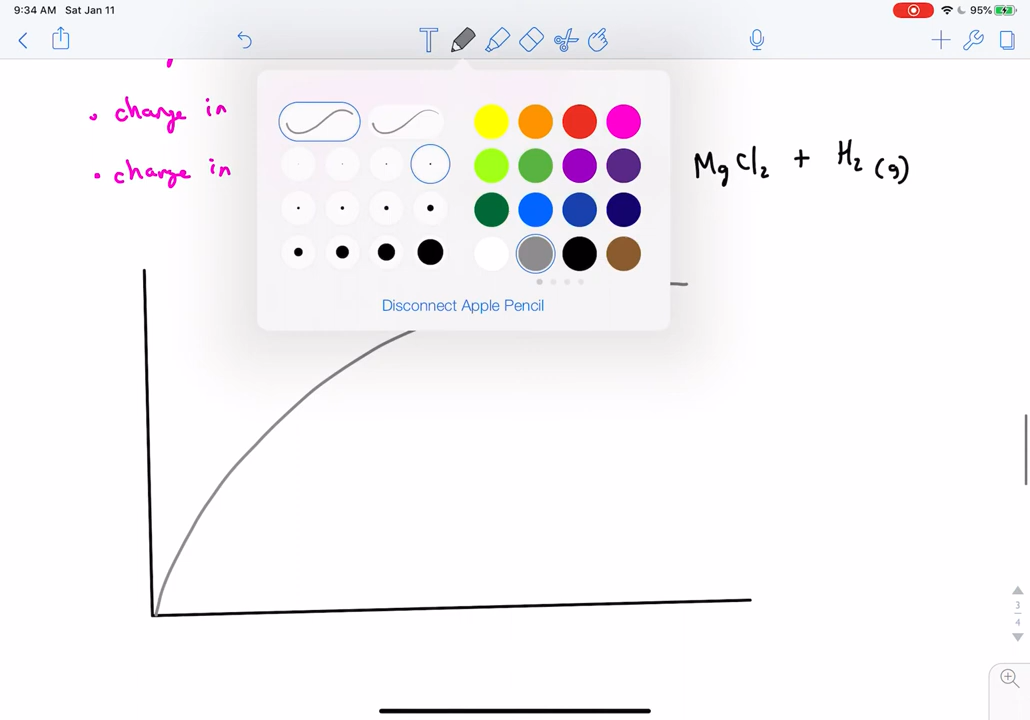 9:34 AM Sat Jan 11
95%
T
• change in
• change in
MgCl₂ + H₂(g)
Disconnect Apple Pencil
3
4